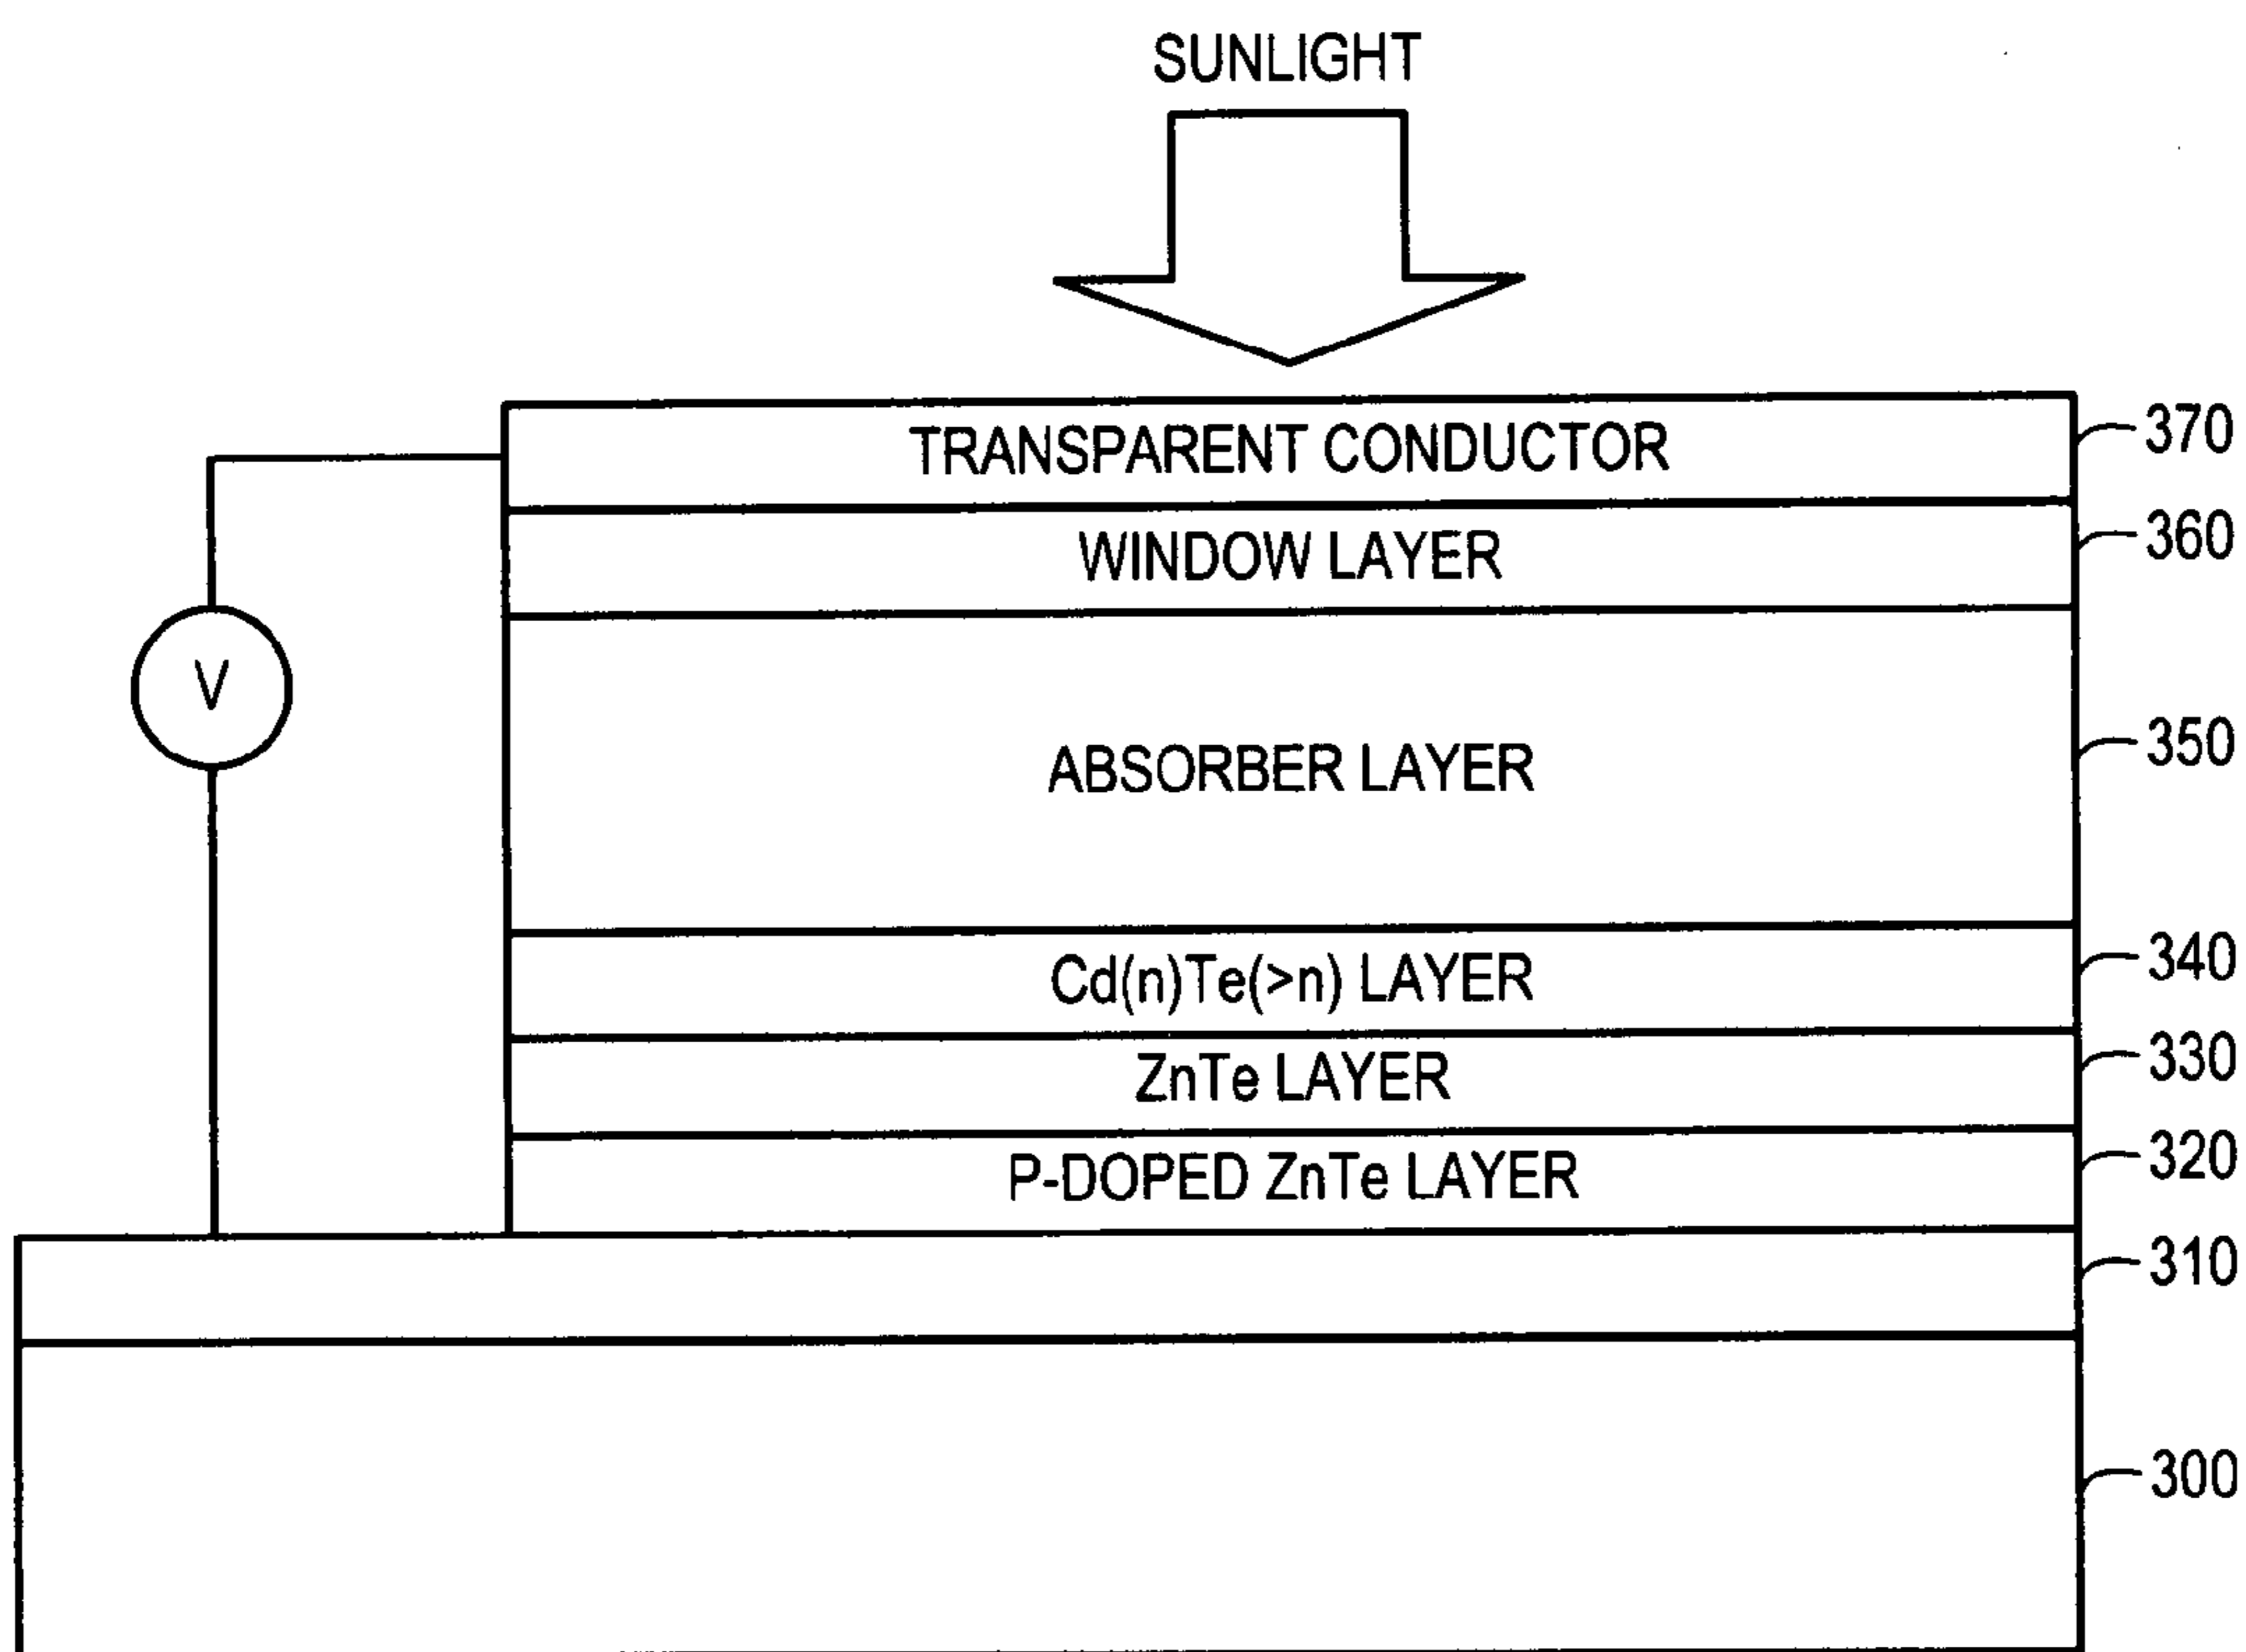 SUNLIGHT
TRANSPARENT CONDUCTOR
370
WINDOW LAYER
360
V
ABSORBER LAYER
350
Cd(n)Te(>n) LAYER
340
ZnTe LAYER
330
P-DOPED ZnTe LAYER
320
310
300